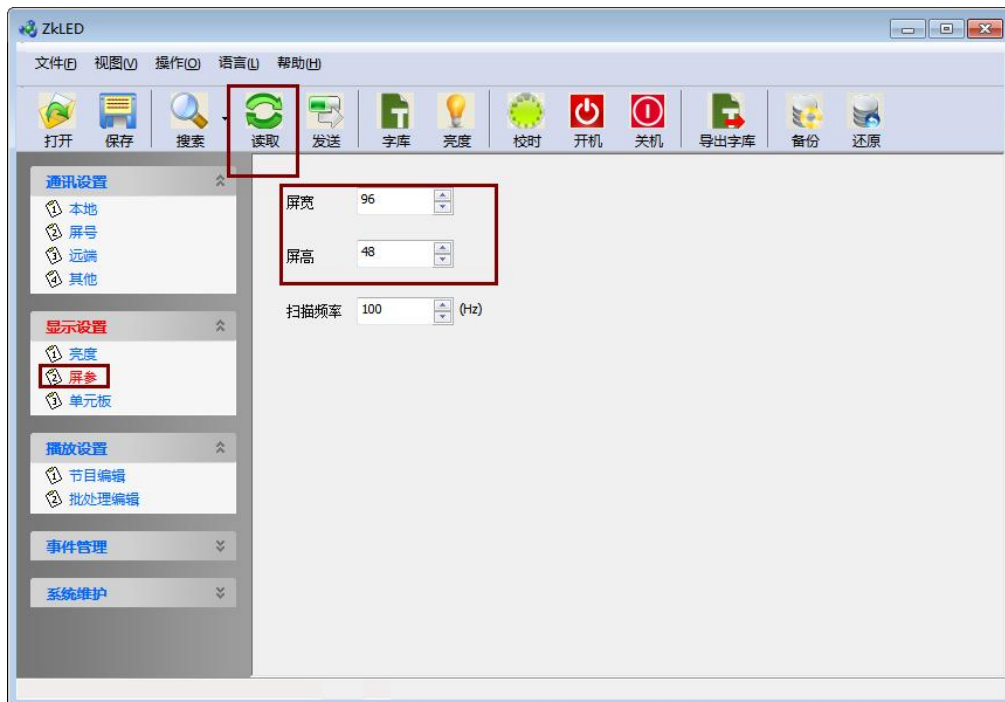 ZkLED
文件(F) 视图(V) 操作(O) 语言(L) 帮助(H)
打开 保存 搜索 读取 发送 字库 亮度 校时 开机 关机 导出字库 备份 还原
通讯设置
1 本地
2 屏号
3 远端
4 其他
显示设置
1 亮度
2 屏参
3 单元板
播放设置
1 节目编辑
2 批处理编辑
事件管理
系统维护
屏宽 96
屏高 48
扫描频率 100 (Hz)